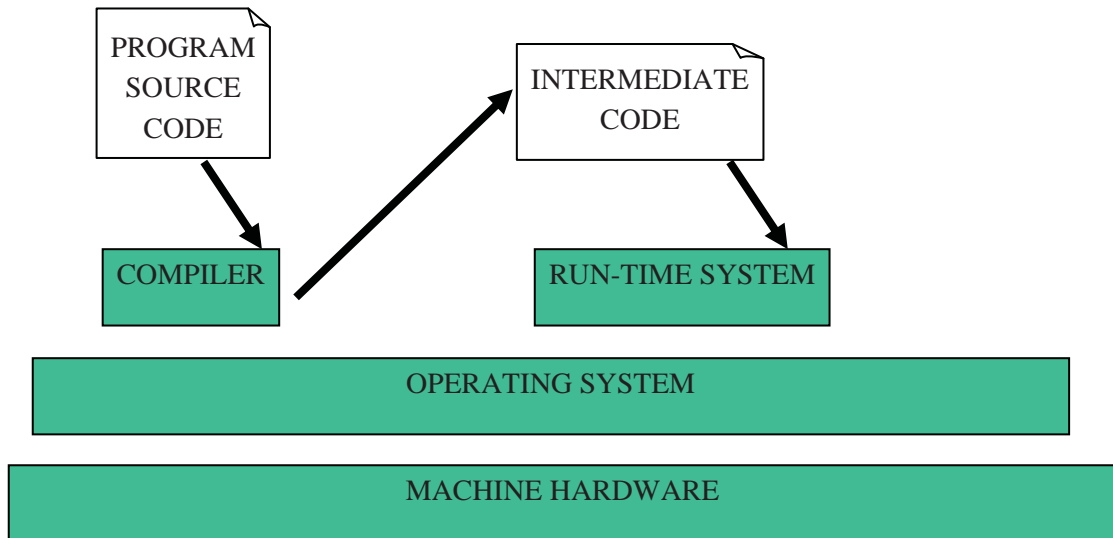 PROGRAM
SOURCE
CODE
INTERMEDIATE
CODE
COMPILER
RUN-TIME SYSTEM
OPERATING SYSTEM
MACHINE HARDWARE